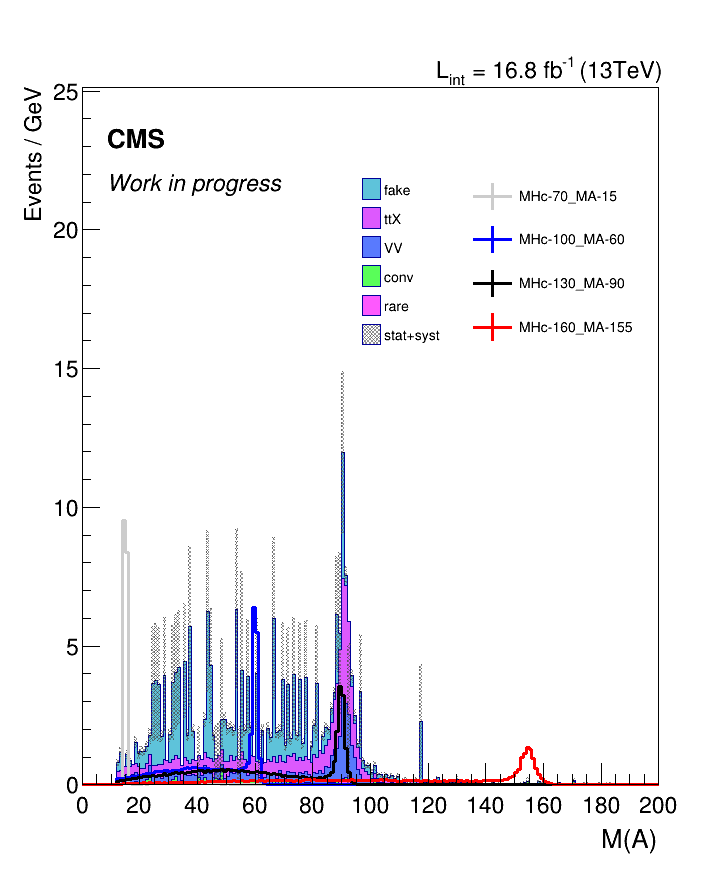 L_int = 16.8 fb^-1 (13TeV)
Events / GeV
25
CMS
Work in progress
fake
ttX
VV
conv
rare
stat+syst
MHc-70_MA-15
MHc-100_MA-60
MHc-130_MA-90
MHc-160_MA-155
20
15
10
5
0
0 20 40 60 80 100 120 140 160 180 200
M(A)